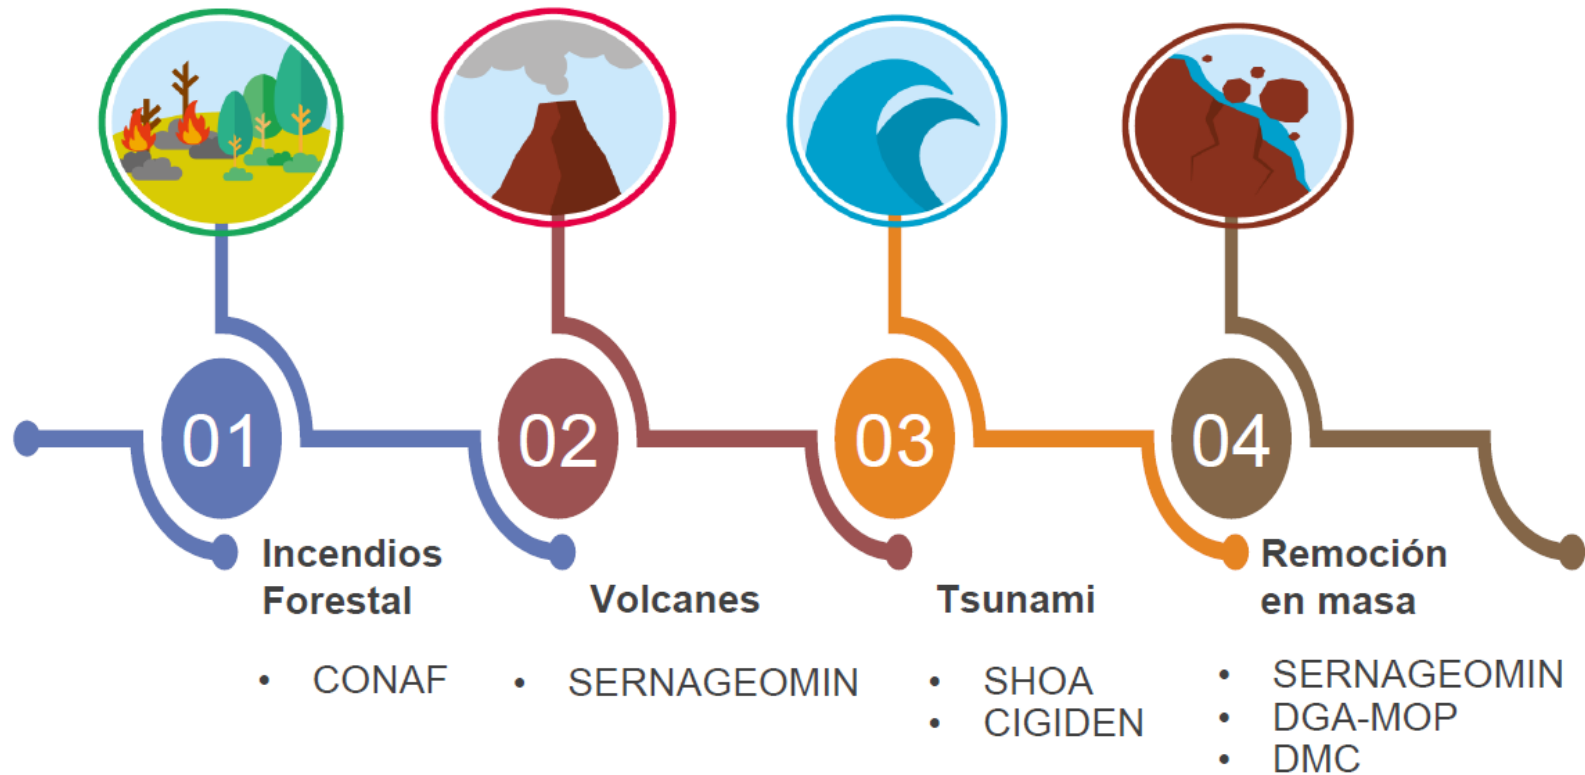 01
02
03
04
Incendios
Forestal
• CONAF
Volcanes
• SERNAGEOMIN
Tsunami
• SHOA
• CIGIDEN
Remoción
en masa
• SERNAGEOMIN
• DGA-MOP
• DMC